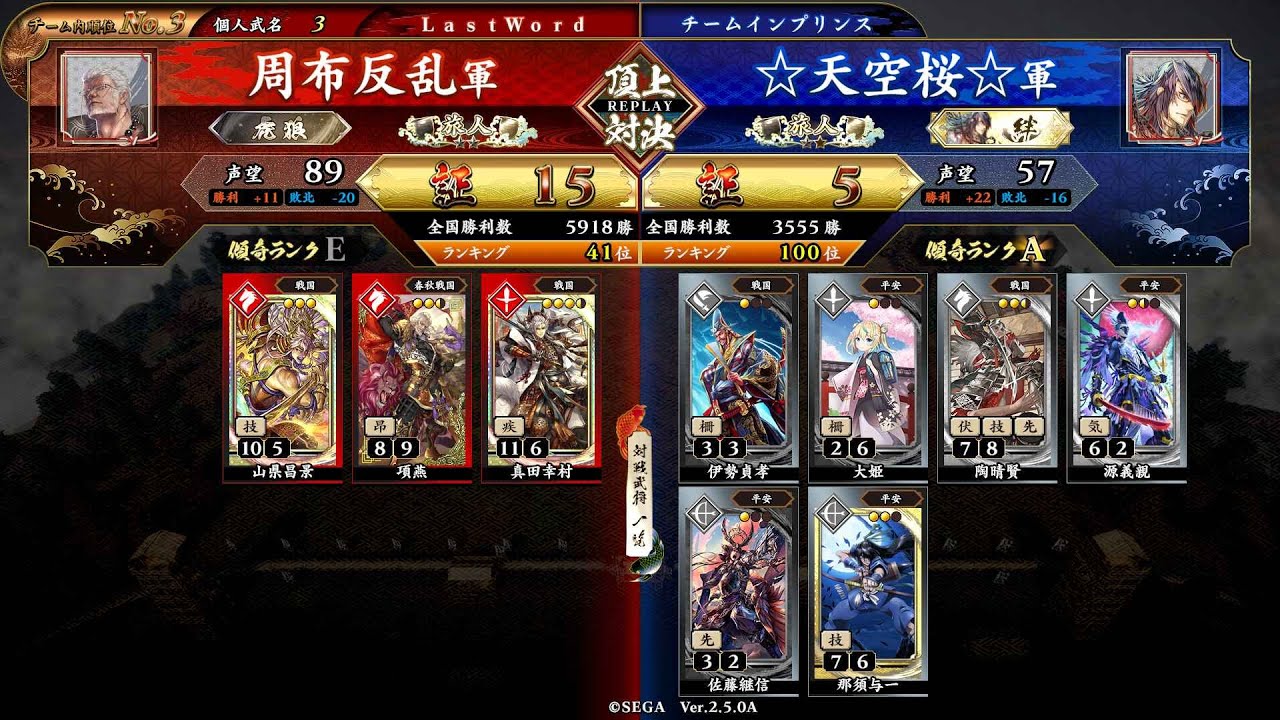 チーム内順位 No.3 個人武名 3
LastWord
チームインプリンス
周布反乱軍
頂上
REPLAY
対決
☆天空桜☆軍
虎狼
旅人
旅人
絆
声望 89
勝利 +11 敗北 -20
証 15
証 5
声望 57
勝利 +22 敗北 -16
全国勝利数 5918勝
全国勝利数 3555勝
ランキング 41位
ランキング 100位
傾奇ランク E
傾奇ランク A
戦国
技
10 5
山県昌景
春秋戦国
昂
8 9
項燕
戦国
疾
11 6
真田幸村
対戦武将一覧
戦国
柵
3 3
伊勢貞孝
平安
柵
2 6
大姫
戦国
伏 技 先
7 8
陶晴賢
平安
気
6 2
源義親
平安
先
3 2
佐藤継信
平安
技
7 6
那須与一
©SEGA Ver.2.5.0A